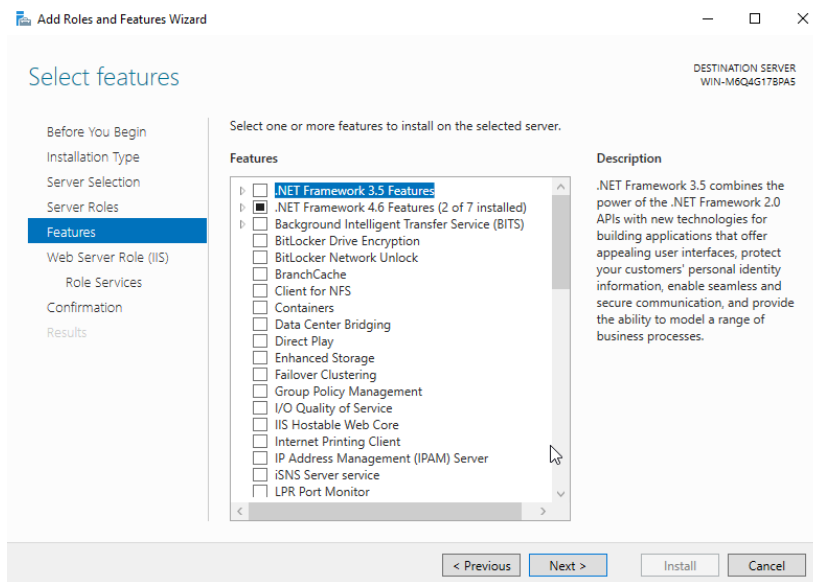 Add Roles and Features Wizard
Select features
DESTINATION SERVER
WIN-M6Q4G17BPA5
Before You Begin
Installation Type
Server Selection
Server Roles
Features
Web Server Role (IIS)
Role Services
Confirmation
Results
Select one or more features to install on the selected server.
Features
.NET Framework 3.5 Features
.NET Framework 4.6 Features (2 of 7 installed)
Background Intelligent Transfer Service (BITS)
BitLocker Drive Encryption
BitLocker Network Unlock
BranchCache
Client for NFS
Containers
Data Center Bridging
Direct Play
Enhanced Storage
Failover Clustering
Group Policy Management
I/O Quality of Service
IIS Hostable Web Core
Internet Printing Client
IP Address Management (IPAM) Server
iSNS Server service
LPR Port Monitor
Description
.NET Framework 3.5 combines the
power of the .NET Framework 2.0
APIs with new technologies for
building applications that offer
appealing user interfaces, protect
your customers' personal identity
information, enable seamless and
secure communication, and provide
the ability to model a range of
business processes.
< Previous
Next >
Install
Cancel